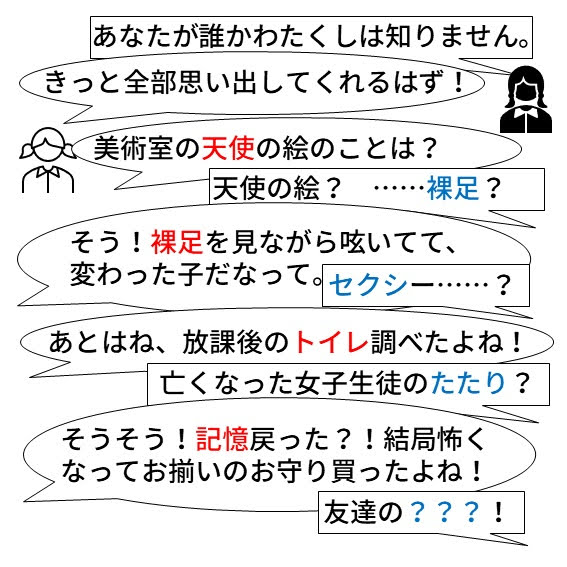 あなたが誰かわたくしは知りません。
きっと全部思い出してくれるはず！
美術室の天使の絵のことは？
天使の絵？　……裸足？
そう！裸足を見ながら呟いてて、
変わった子だなって。
セクシー……？
あとはね、放課後のトイレ調べたよね！
亡くなった女子生徒のたたり？
そうそう！記憶戻った？！結局怖く
なってお揃いのお守り買ったよね！
友達の？？？！